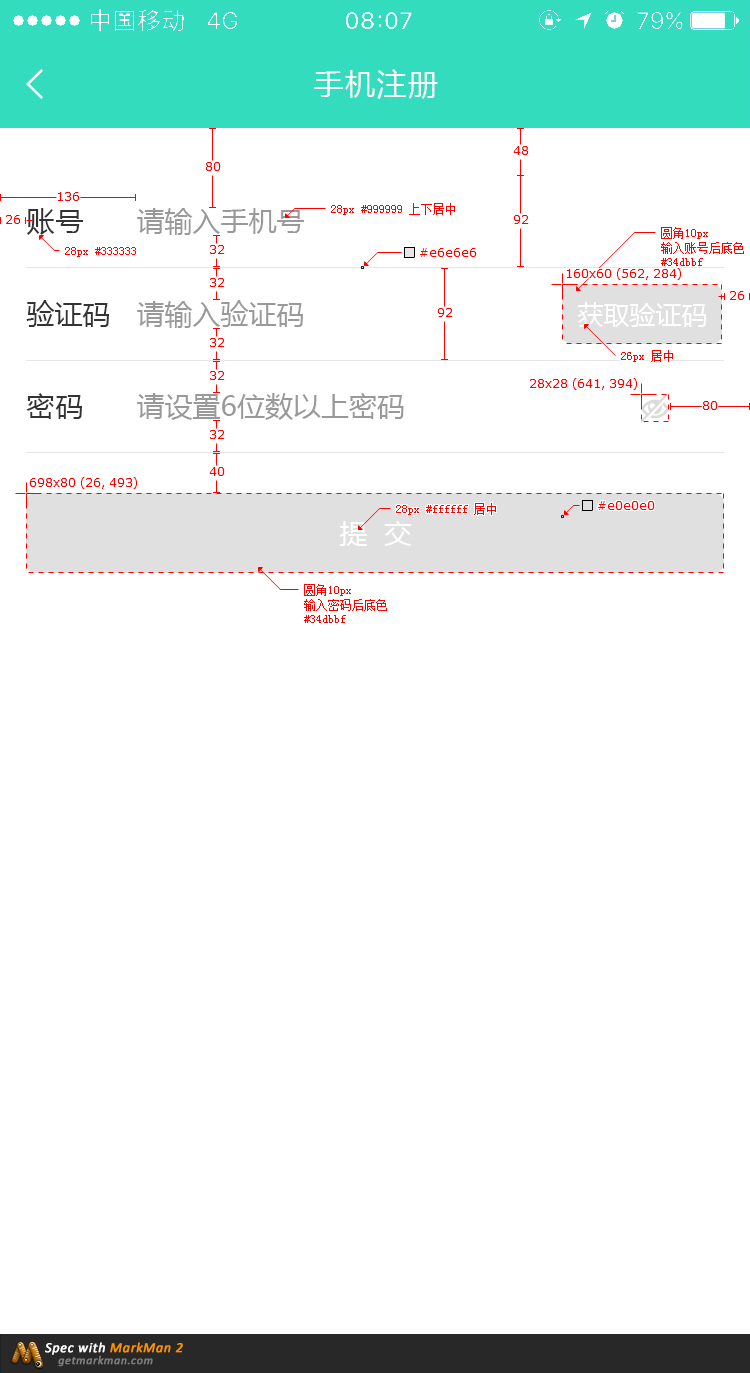 中国移动 4G 08:07 79%
手机注册
80
48
136
26
账号
请输入手机号
28px #999999 上下居中
92
28px #333333
32
#e6e6e6
圆角10px
输入账号后底色
#34dbbf
32
160x60 (562, 284)
26
验证码
请输入验证码
92
获取验证码
32
26px 居中
32
28x28 (641, 394)
密码
请设置6位数以上密码
80
32
40
698x80 (26, 493)
28px #ffffff 居中
#e0e0e0
提 交
圆角10px
输入密码后底色
#34dbbf
Spec with MarkMan 2
getmarkman.com